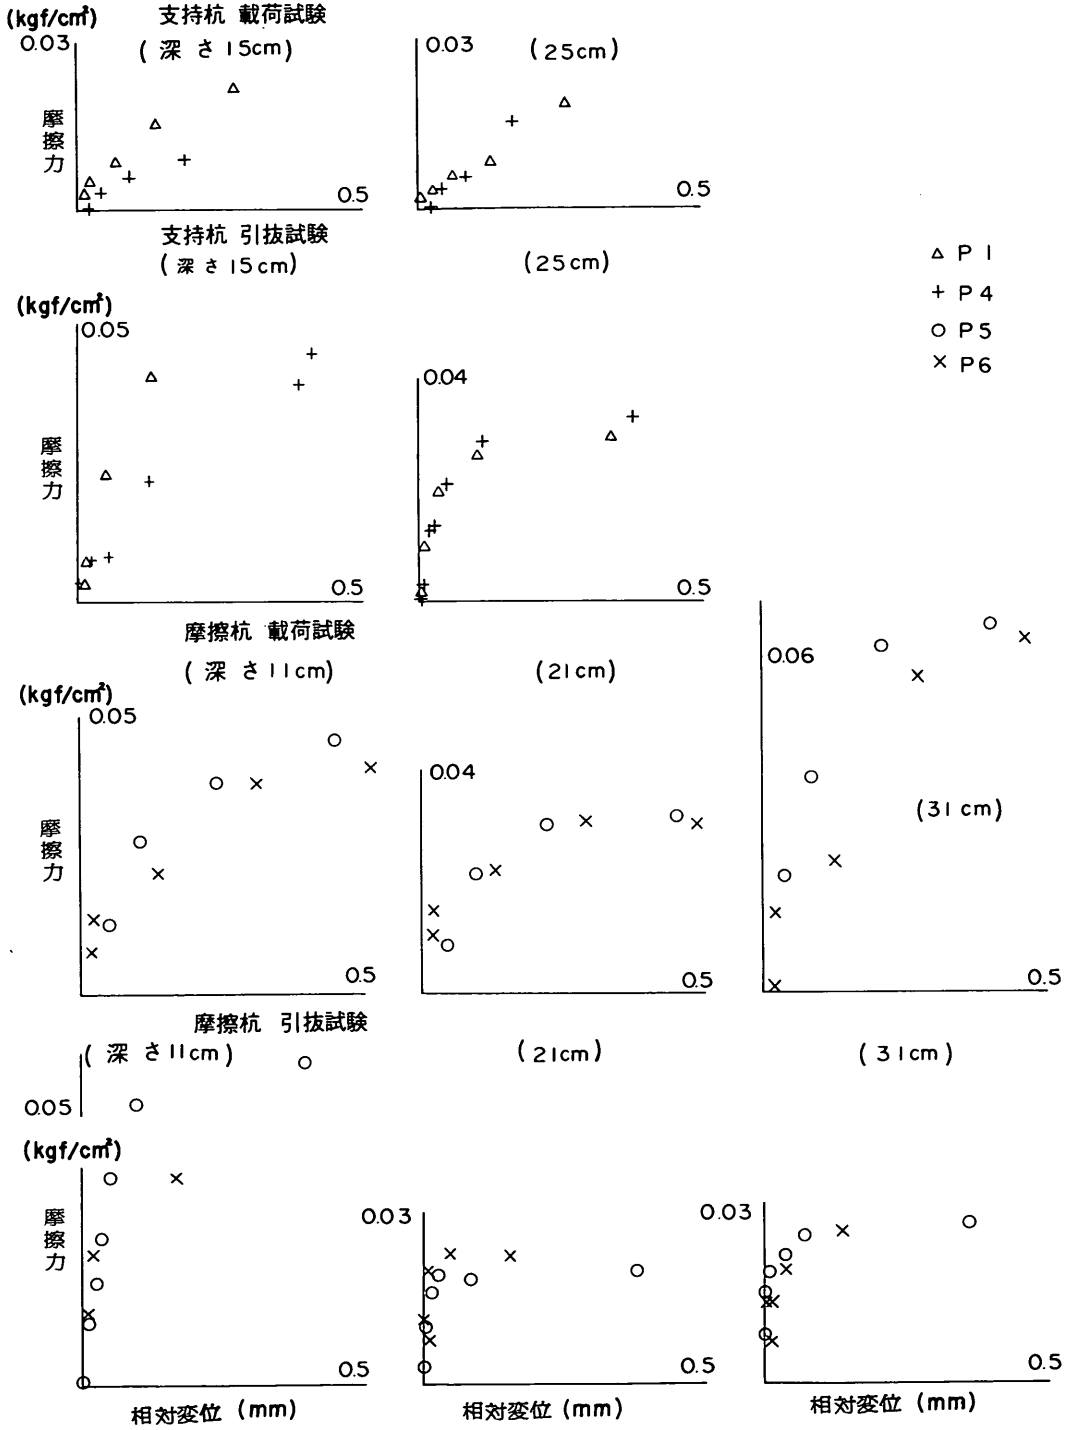 (kgf/cm²) 支持杭 載荷試験
0.03 (深さ15cm) 0.03 (25cm)
摩擦力
0.5 0.5
支持杭 引抜試験
(深さ15cm) (25cm)
△ P1
+ P4
○ P5
× P6
(kgf/cm²)
0.05
0.04
摩擦力
0.5 0.5
摩擦杭 載荷試験
(深さ11cm) (21cm)
0.06
(kgf/cm²)
0.05
0.04
(31cm)
摩擦力
0.5 0.5 0.5
摩擦杭 引抜試験
(深さ11cm) (21cm) (31cm)
0.05
(kgf/cm²)
0.03 0.03
摩擦力
0.5 0.5 0.5
相対変位(mm) 相対変位(mm) 相対変位(mm)